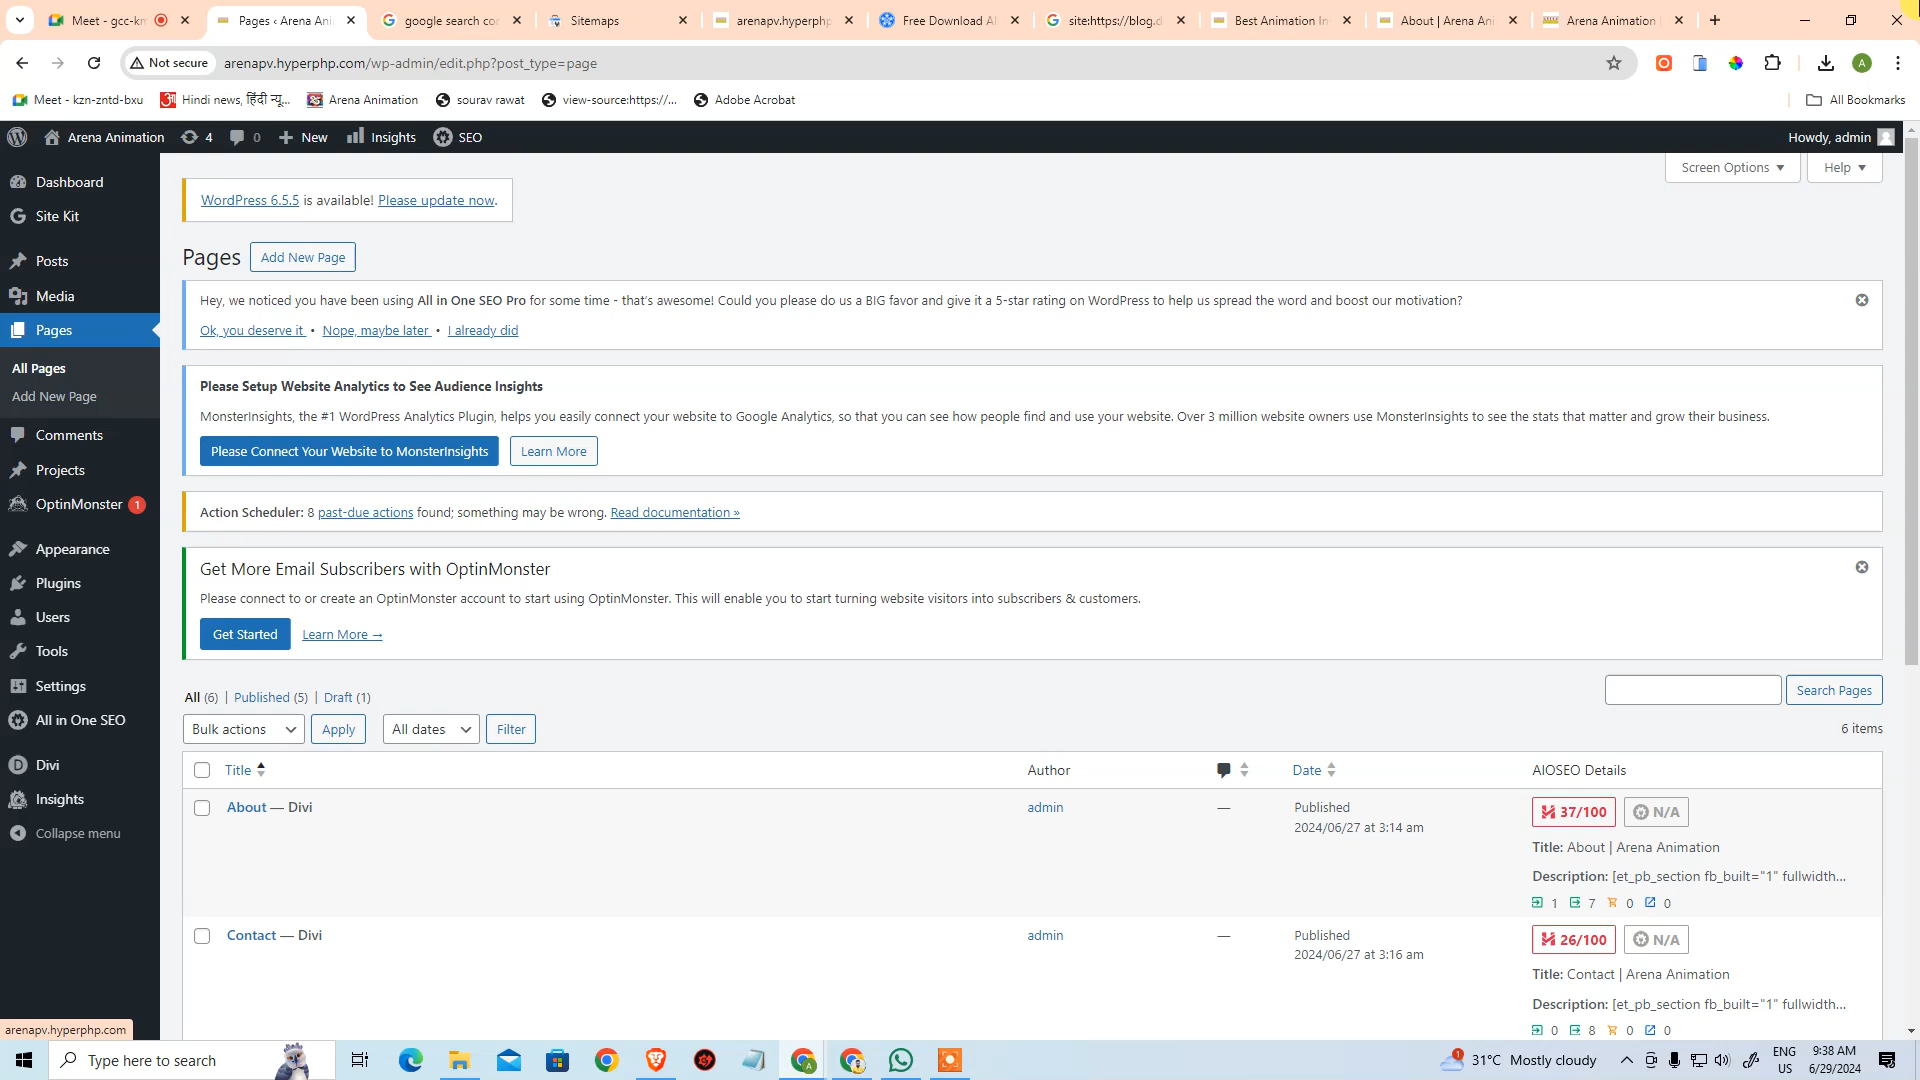 Meet - gcc-km
Pages ‹ Arena Ani
google search co
Sitemaps
arenapv.hyperphp
Free Download Al
site:https://blog.d
Best Animation In
About | Arena An
Arena Animation
Not secure
arenapv.hyperphp.com/wp-admin/edit.php?post_type=page
A
Meet - kzn-zntd-bxu
Hindi news, हिंदी न्यू...
Arena Animation
sourav rawat
view-source:https://...
Adobe Acrobat
All Bookmarks
Arena Animation
4
0
New
Insights
SEO
Howdy, admin
Dashboard
Site Kit
Posts
Media
Pages
All Pages
Add New Page
Comments
Projects
OptinMonster 1
Appearance
Plugins
Users
Tools
Settings
All in One SEO
Divi
Insights
Collapse menu
arenapv.hyperphp.com
Screen Options
Help
WordPress 6.5.5 is available! Please update now.
Pages Add New Page
Hey, we noticed you have been using All in One SEO Pro for some time - that's awesome! Could you please do us a BIG favor and give it a 5-star rating on WordPress to help us spread the word and boost our motivation?
Ok, you deserve it • Nope, maybe later • I already did
Please Setup Website Analytics to See Audience Insights
MonsterInsights, the #1 WordPress Analytics Plugin, helps you easily connect your website to Google Analytics, so that you can see how people find and use your website. Over 3 million website owners use MonsterInsights to see the stats that matter and grow their business.
Please Connect Your Website to MonsterInsights Learn More
Action Scheduler: 8 past-due actions found; something may be wrong. Read documentation »
Get More Email Subscribers with OptinMonster
Please connect to or create an OptinMonster account to start using OptinMonster. This will enable you to start turning website visitors into subscribers & customers.
Get Started Learn More →
All (6) | Published (5) | Draft (1)
Search Pages
Bulk actions Apply All dates Filter
6 items
Title Author Date AIOSEO Details
About — Divi admin — Published
2024/06/27 at 3:14 am
37/100 N/A
Title: About | Arena Animation
Description: [et_pb_section fb_built="1" fullwidth...
1 7 0 0
Contact — Divi admin — Published
2024/06/27 at 3:16 am
26/100 N/A
Title: Contact | Arena Animation
Description: [et_pb_section fb_built="1" fullwidth...
0 8 0 0
Type here to search
1
31°C Mostly cloudy
ENG
US
9:38 AM
6/29/2024